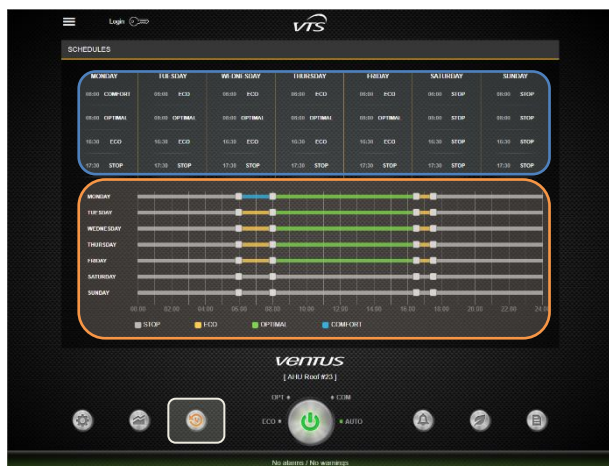 Login
VTS
SCHEDULES
MONDAY TUESDAY WEDNESDAY THURSDAY FRIDAY SATURDAY SUNDAY
06:00 COMFORT 06:00 ECO 06:00 ECO 06:00 ECO 06:00 ECO 06:00 STOP 06:00 STOP
08:00 OPTIMAL 08:00 OPTIMAL 08:00 OPTIMAL 08:00 OPTIMAL 08:00 OPTIMAL 08:00 STOP 08:00 STOP
16:30 ECO 16:30 ECO 16:30 ECO 16:30 ECO 16:30 ECO 16:30 STOP 16:30 STOP
17:30 STOP 17:30 STOP 17:30 STOP 17:30 STOP 17:30 STOP 17:30 STOP 17:30 STOP
MONDAY
TUESDAY
WEDNESDAY
THURSDAY
FRIDAY
SATURDAY
SUNDAY
00:00 02:00 04:00 06:00 08:00 10:00 12:00 14:00 16:00 18:00 20:00 22:00 24:00
STOP ECO OPTIMAL COMFORT
ventus
[ AHU Roof #23 ]
OPT COM
ECO AUTO
No alarms / No warnings